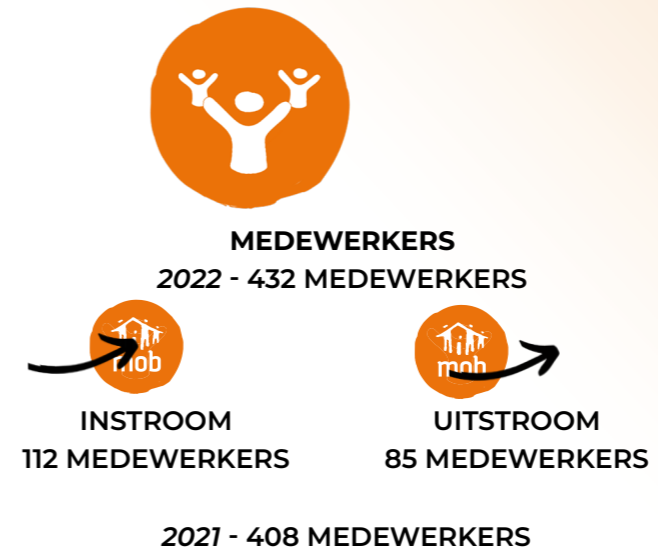 MEDEWERKERS
2022 - 432 MEDEWERKERS
mob
mob
INSTROOM
UITSTROOM
112 MEDEWERKERS
85 MEDEWERKERS
2021 - 408 MEDEWERKERS